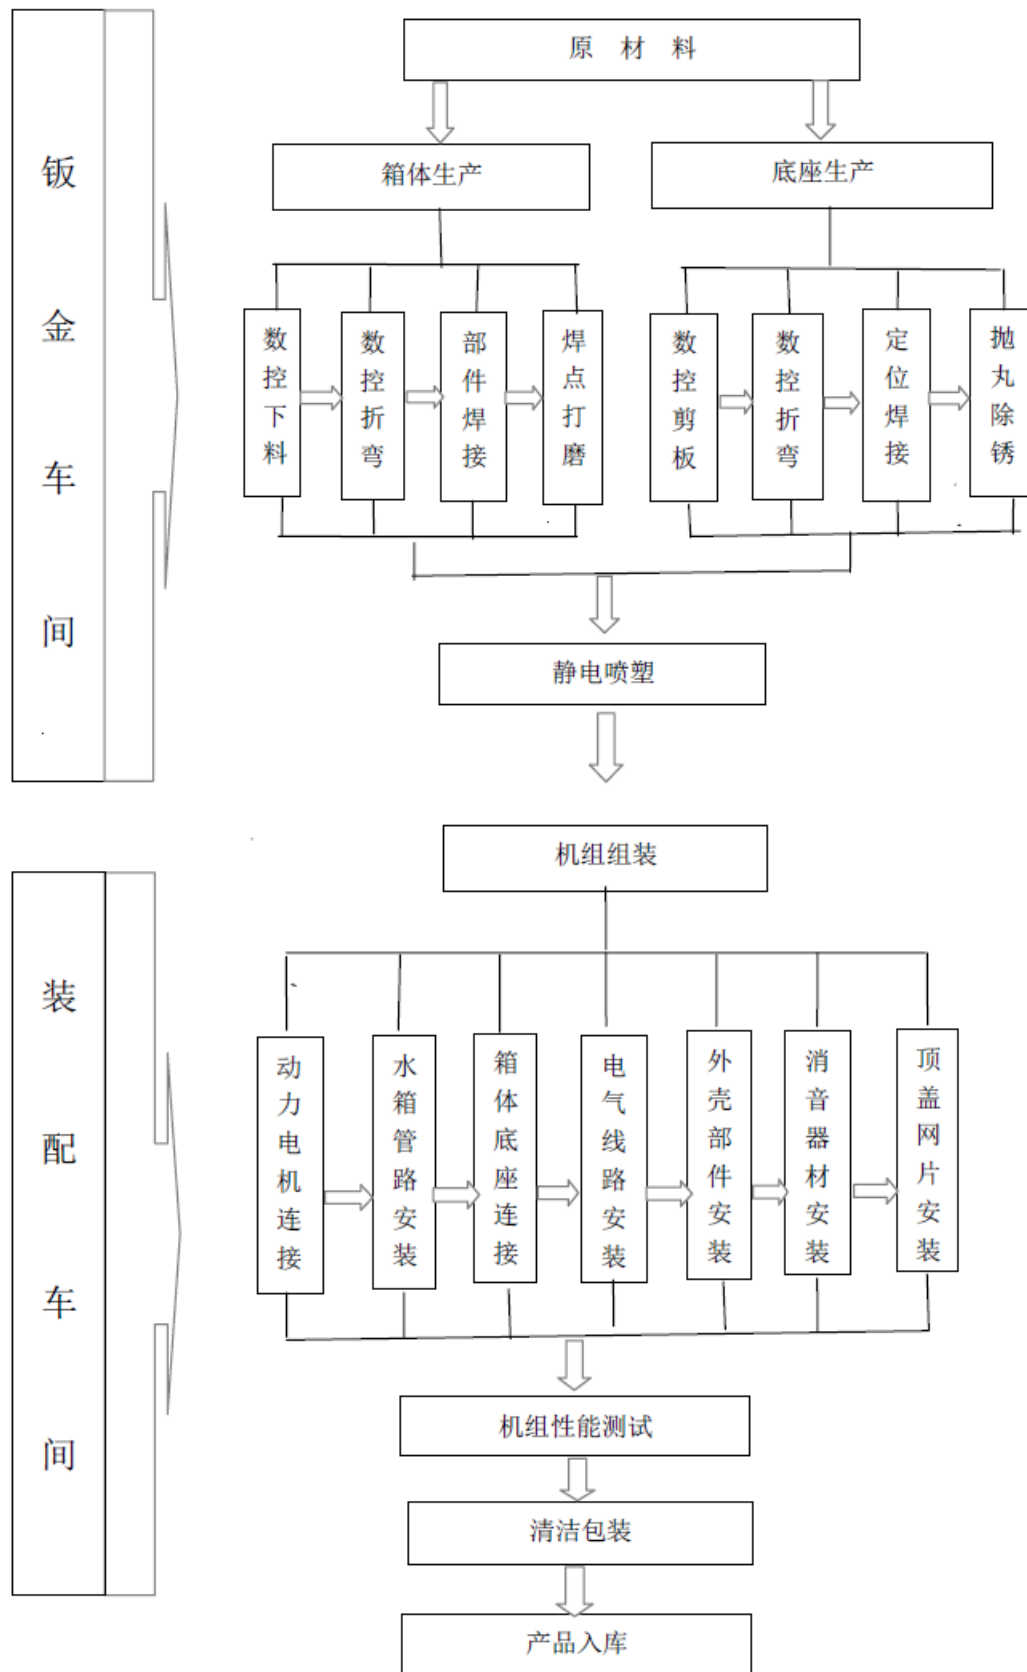 钣金车间
原材料
箱体生产
底座生产
数控下料
数控折弯
部件焊接
焊点打磨
数控剪板
数控折弯
定位焊接
抛丸除锈
静电喷塑
装配车间
机组组装
动力电机连接
水箱管路安装
箱体底座连接
电气线路安装
外壳部件安装
消音器材安装
顶盖网片安装
机组性能测试
清洁包装
产品入库